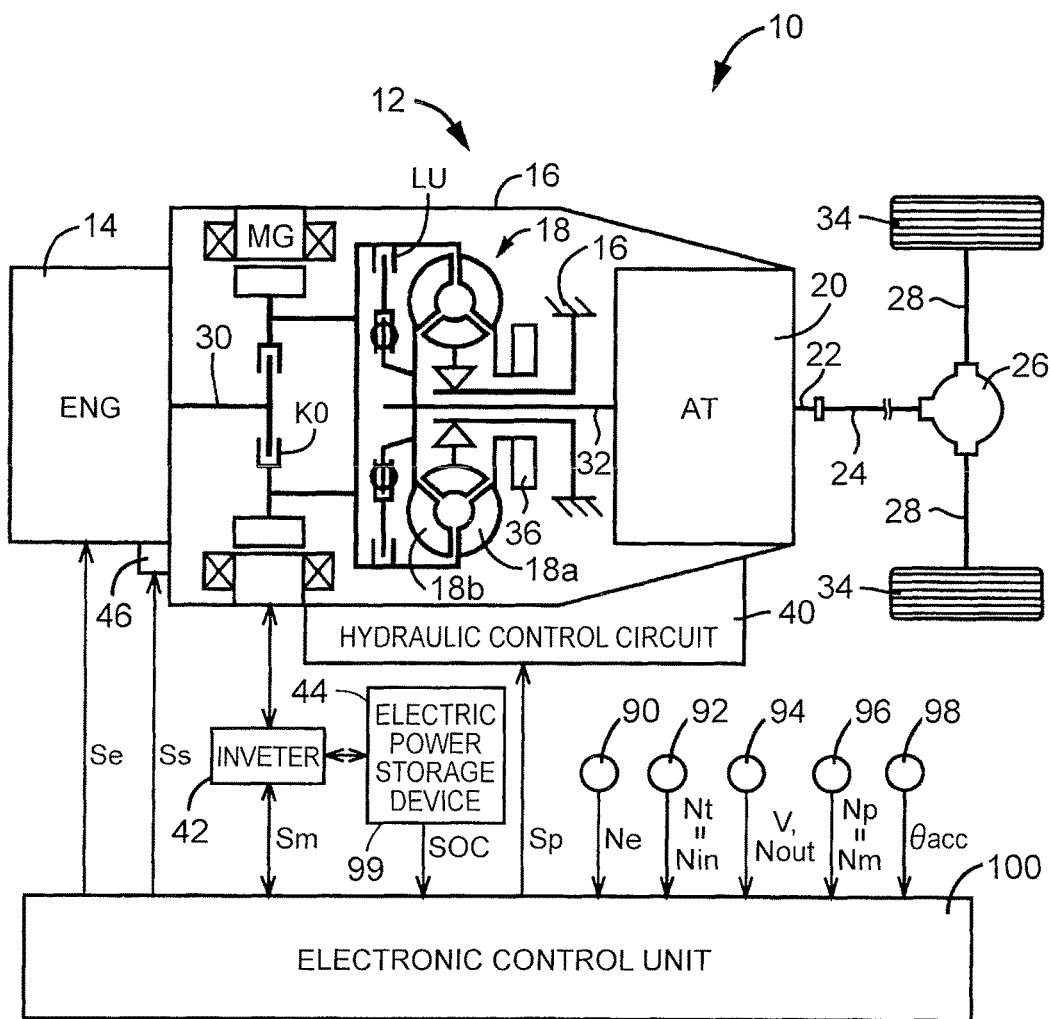 10
12
LU
16
14
MG
18
16
34
20
28
30
22
26
ENG
K0
AT
32
24
36
28
46
18b
18a
34
40
HYDRAULIC CONTROL CIRCUIT
44
ELECTRIC
POWER
STORAGE
DEVICE
90
92
94
96
98
Se
Ss
INVETER
42
Sm
99
SOC
Sp
Ne
Nt
=
Nin
V,
Nout
Np
=
Nm
θacc
100
ELECTRONIC CONTROL UNIT